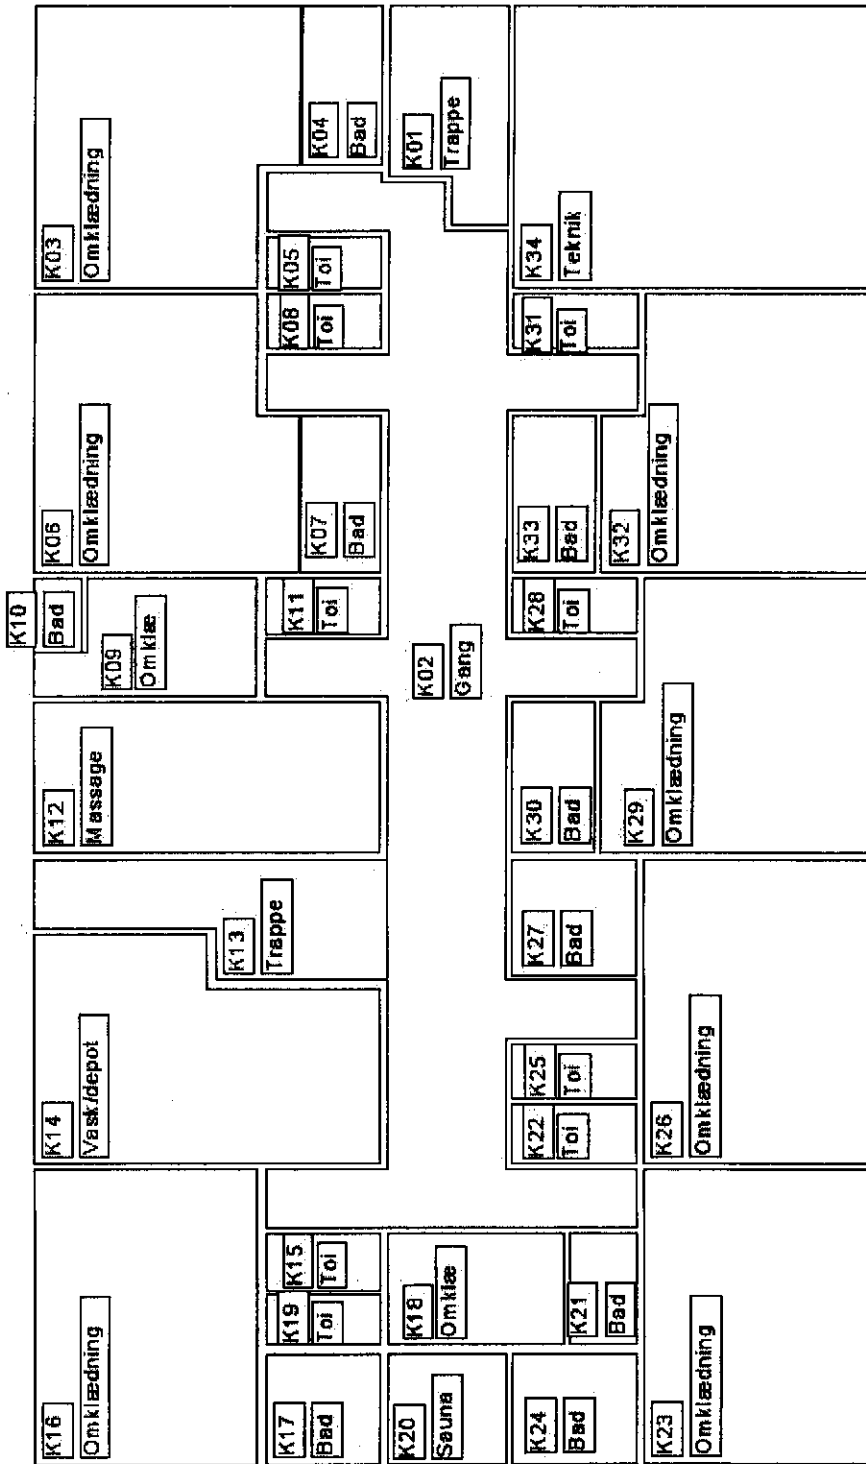 K03
Omklædning
K04
Bad
K01
Trappe
K34
Teknik
K05
Toi
K08
Toi
K31
Toi
K06
Omklædning
K07
Bad
K33
Bad
K32
Omklædning
K10
Bad
K09
Omklæ
K11
Toi
K02
Gang
K28
Toi
K12
Massage
K30
Bad
K29
Omklædning
K13
Trappe
K27
Bad
K14
Vask/depot
K25
Toi
K22
Toi
K26
Omklædning
K16
Omklædning
K15
Toi
K19
Toi
K18
Omklæ
K21
Bad
K17
Bad
K20
Sauna
K24
Bad
K23
Omklædning